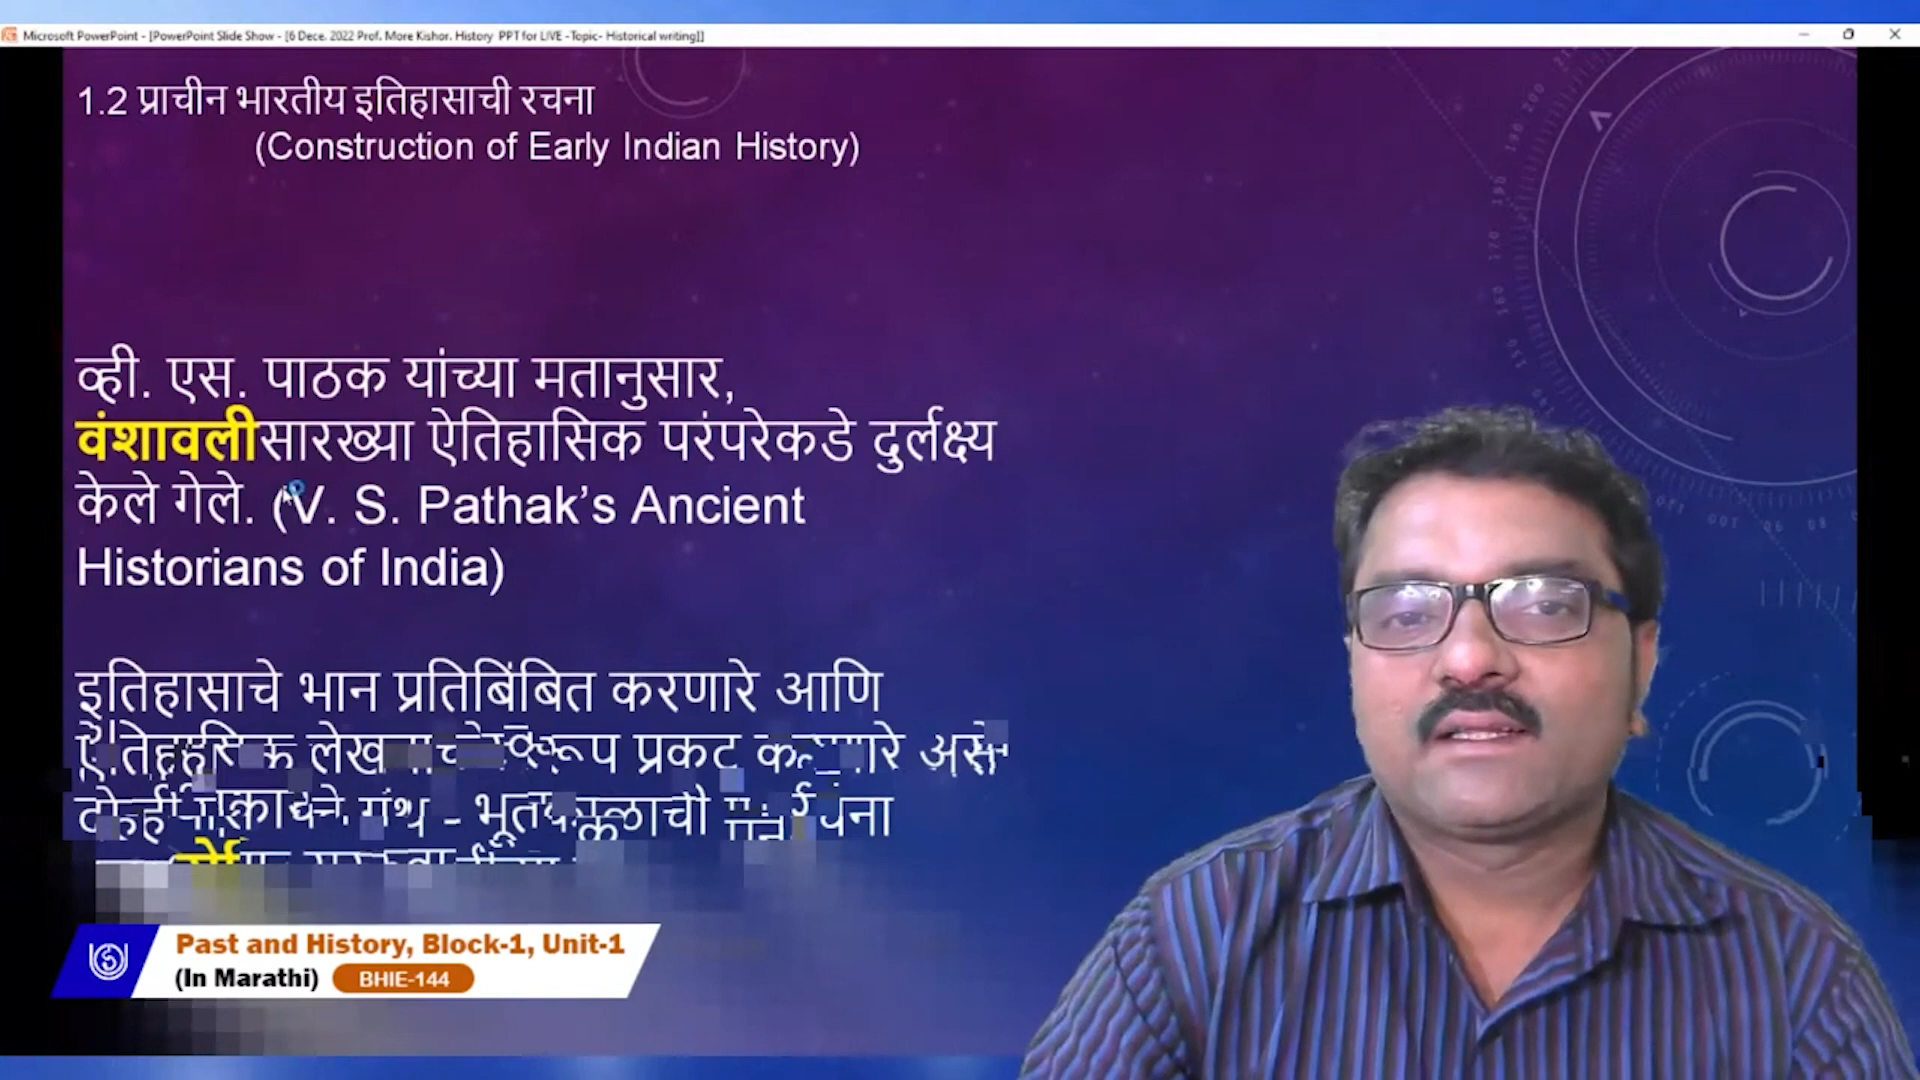 Microsoft PowerPoint - [PowerPoint Slide Show - [6 Dece. 2022 Prof. More Kishor. History PPT for LIVE -Topic- Historical writing]]
1.2 प्राचीन भारतीय इतिहासाची रचना
(Construction of Early Indian History)
व्ही. एस. पाठक यांच्या मतानुसार,
वंशावलीसारख्या ऐतिहासिक परंपरेकडे दुर्लक्ष्य
केले गेले. (V. S. Pathak’s Ancient
Historians of India)
इतिहासाचे भान प्रतिबिंबित करणारे आणि
प्रकट
-
Past and History, Block-1, Unit-1
(In Marathi) BHIE-144